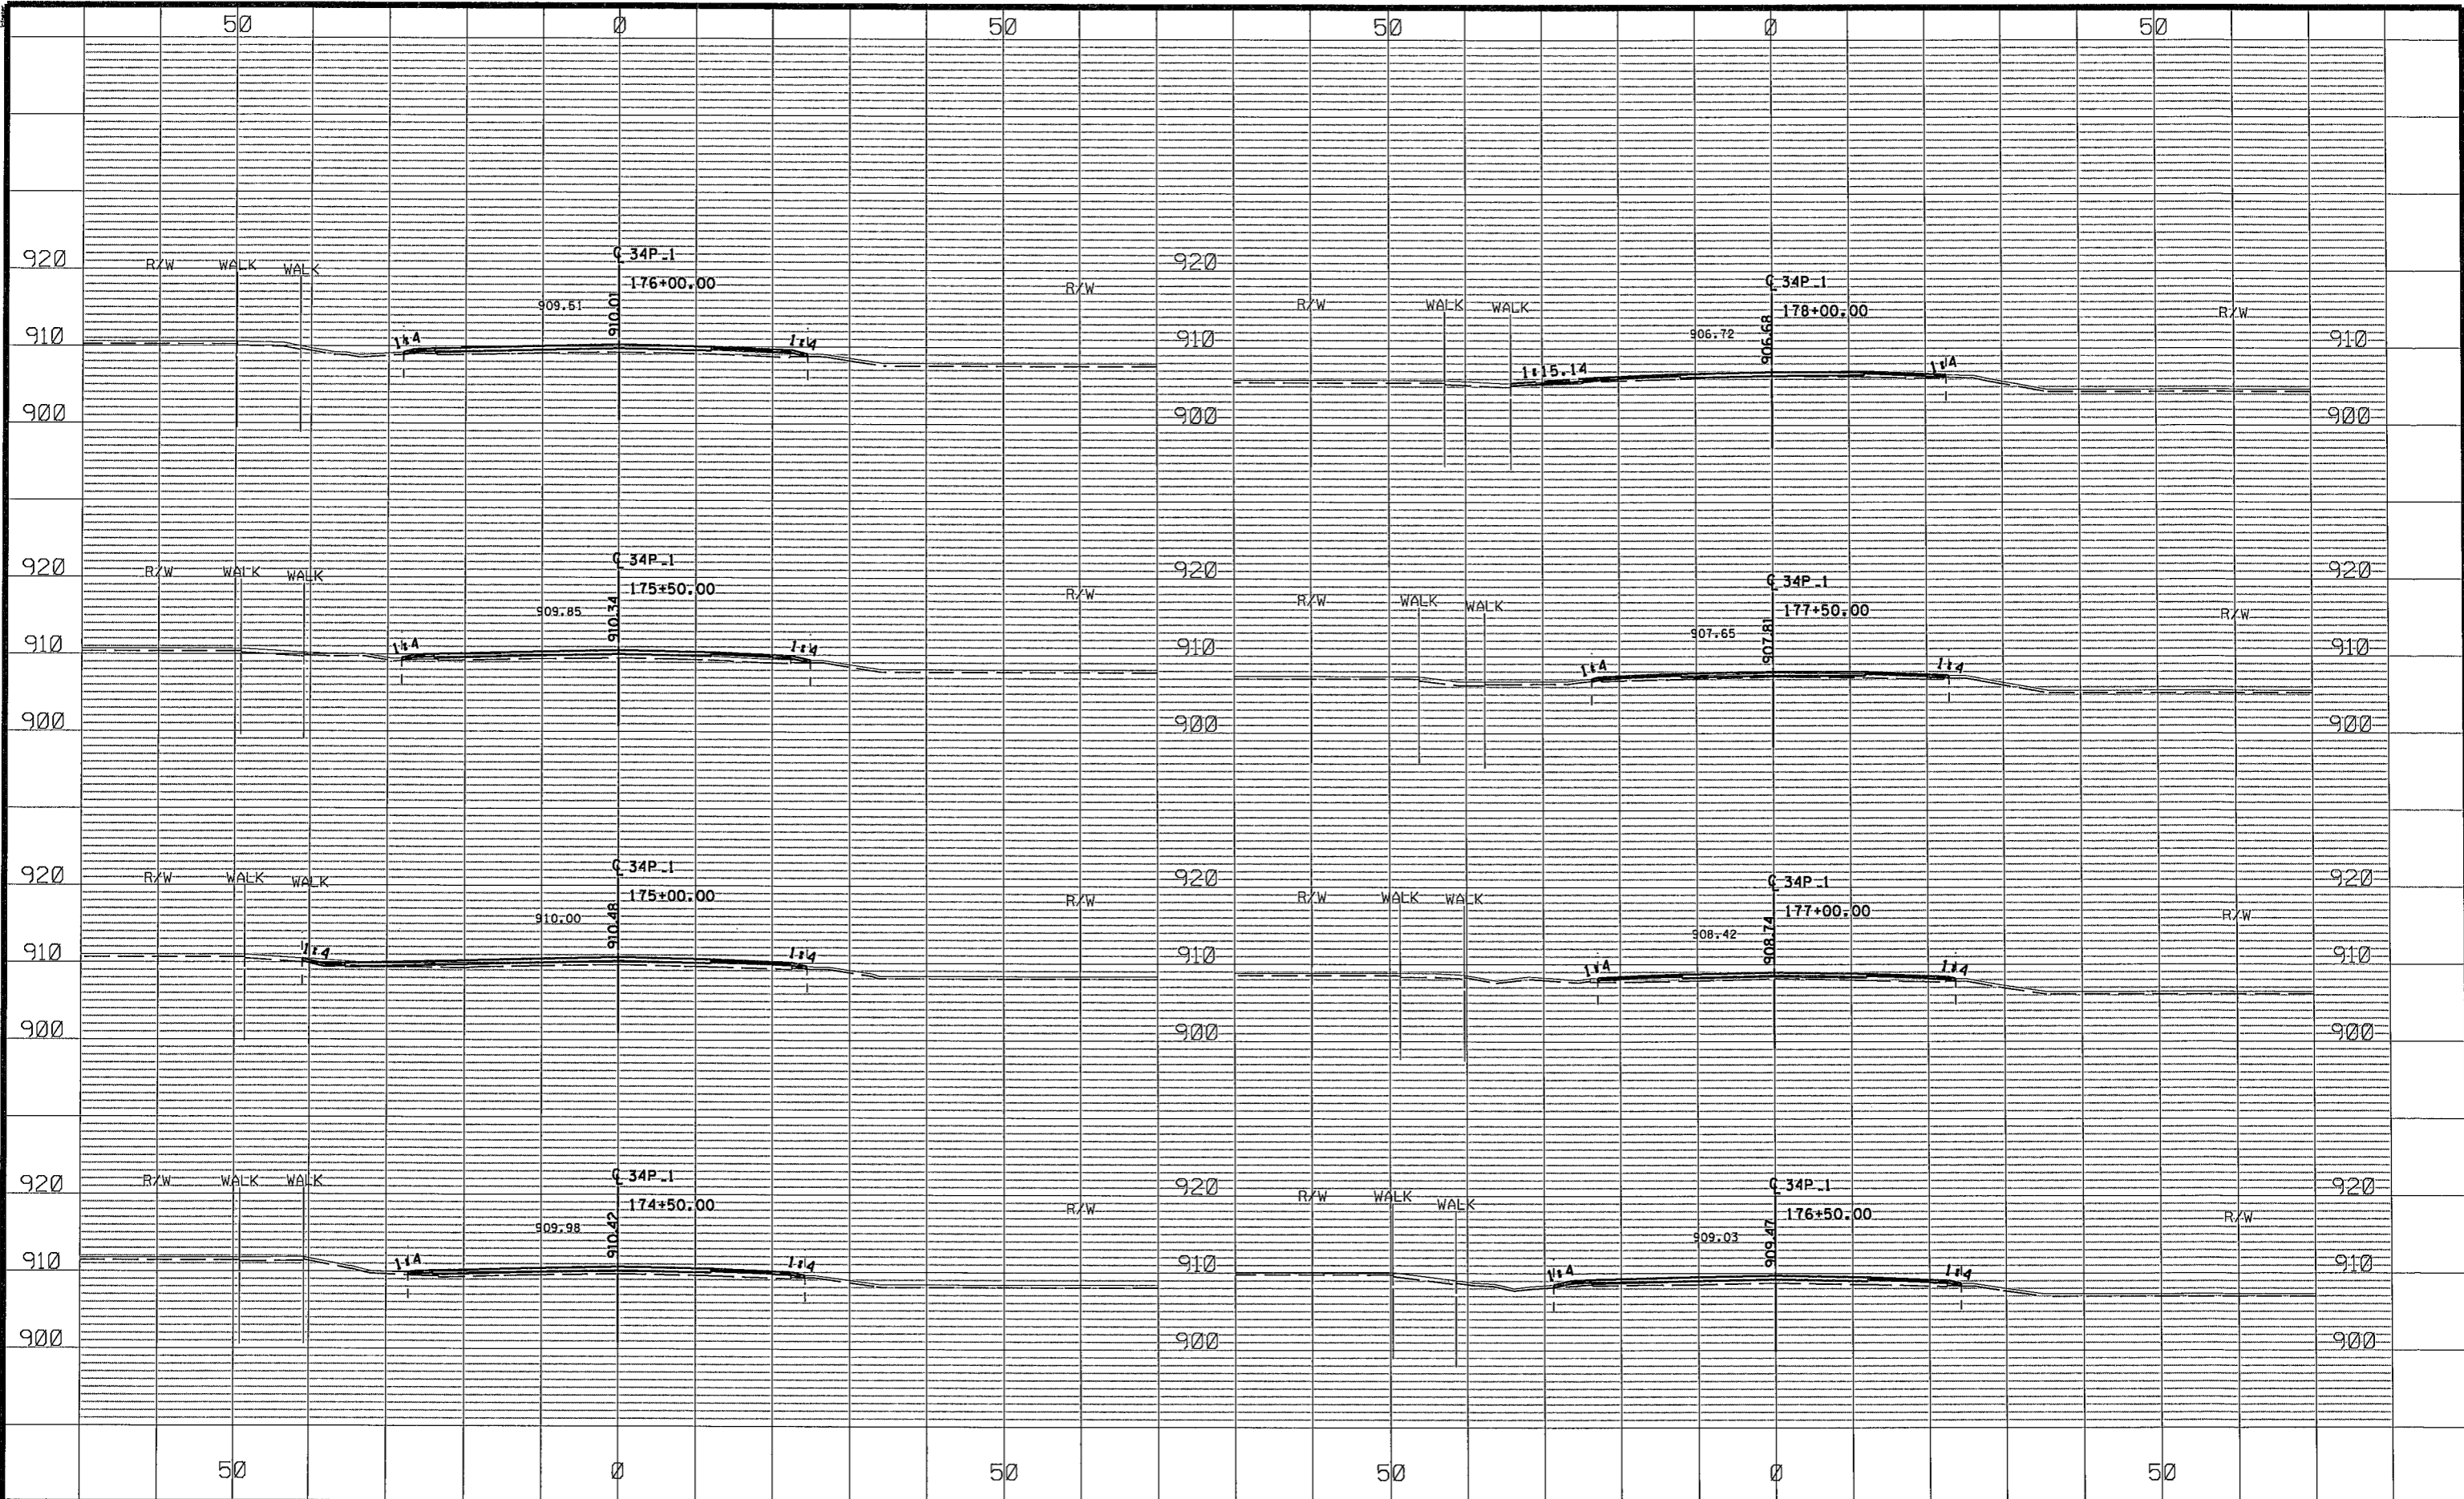 50 0 50 50 0 50
℄ 34P_1
920 R/W WALK WALK 920
176+00.00
R/W
909.51
910.01
910 1:4 1:4 910
900 900
℄ 34P_1
R/W WALK WALK
178+00.00
R/W
906.72
906.68
1:15.14 1:4 910
900
℄ 34P_1
920 R/W WALK WALK 920
175+50.00
R/W
909.85
910.34
910 1:4 1:4 910
900 900
℄ 34P_1
920
R/W WALK WALK
177+50.00
R/W
907.65
907.81
1:4 1:4 910
900
℄ 34P_1
920 R/W WALK WALK 920
175+00.00
R/W
910.00
910.48
910 1:4 1:4 910
900 900
℄ 34P_1
920
R/W WALK WALK
177+00.00
R/W
908.42
908.74
1:4 1:4 910
900
℄ 34P_1
920 R/W WALK WALK 920
174+50.00
R/W
909.98
910.42
910 1:4 1:4 910
900 900
℄ 34P_1
920
R/W WALK WALK
176+50.00
R/W
909.03
909.47
1:4 1:4 910
900
50 0 50 50 0 50